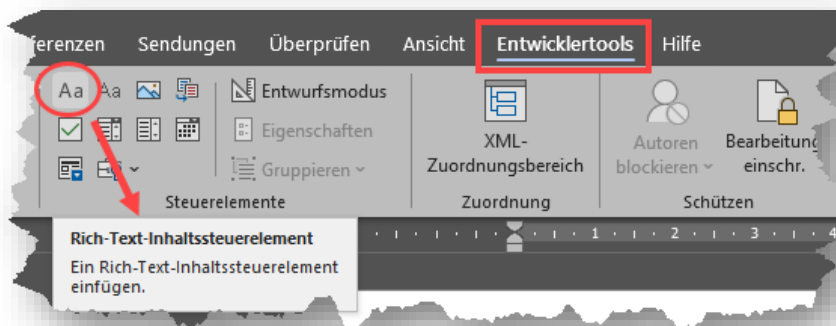 Sendungen Überprüfen Ansicht Entwicklertools Hilfe
Aa Aa Entwurfsmodus
Eigenschaften
Gruppieren
XML-
Zuordnungsbereich
Autoren
blockieren
Bearbeitung
einschr.
Steuerelemente Zuordnung Schützen
1 2 3 4
Rich-Text-Inhaltssteuerelement
Ein Rich-Text-Inhaltssteuerelement
einfügen.